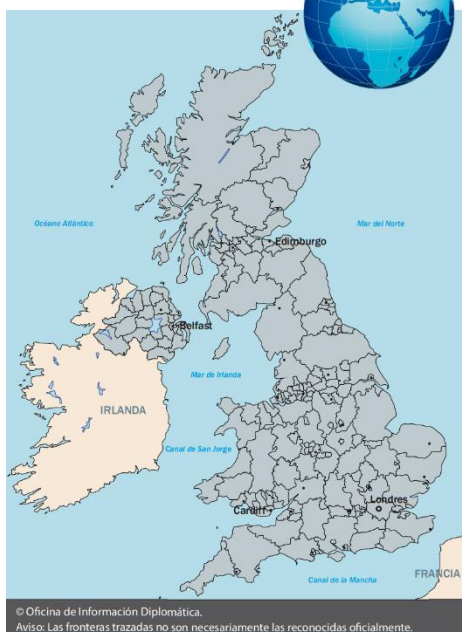 Océano Atlántico
Mar del Norte
Edimburgo
Belfast
Mar de Irlanda
IRLANDA
Canal de San Jorge
Londres
Cardiff
FRANCIA
Canal de la Mancha
© Oficina de Información Diplomática.
Aviso: Las fronteras trazadas no son necesariamente las reconocidas oficialmente.